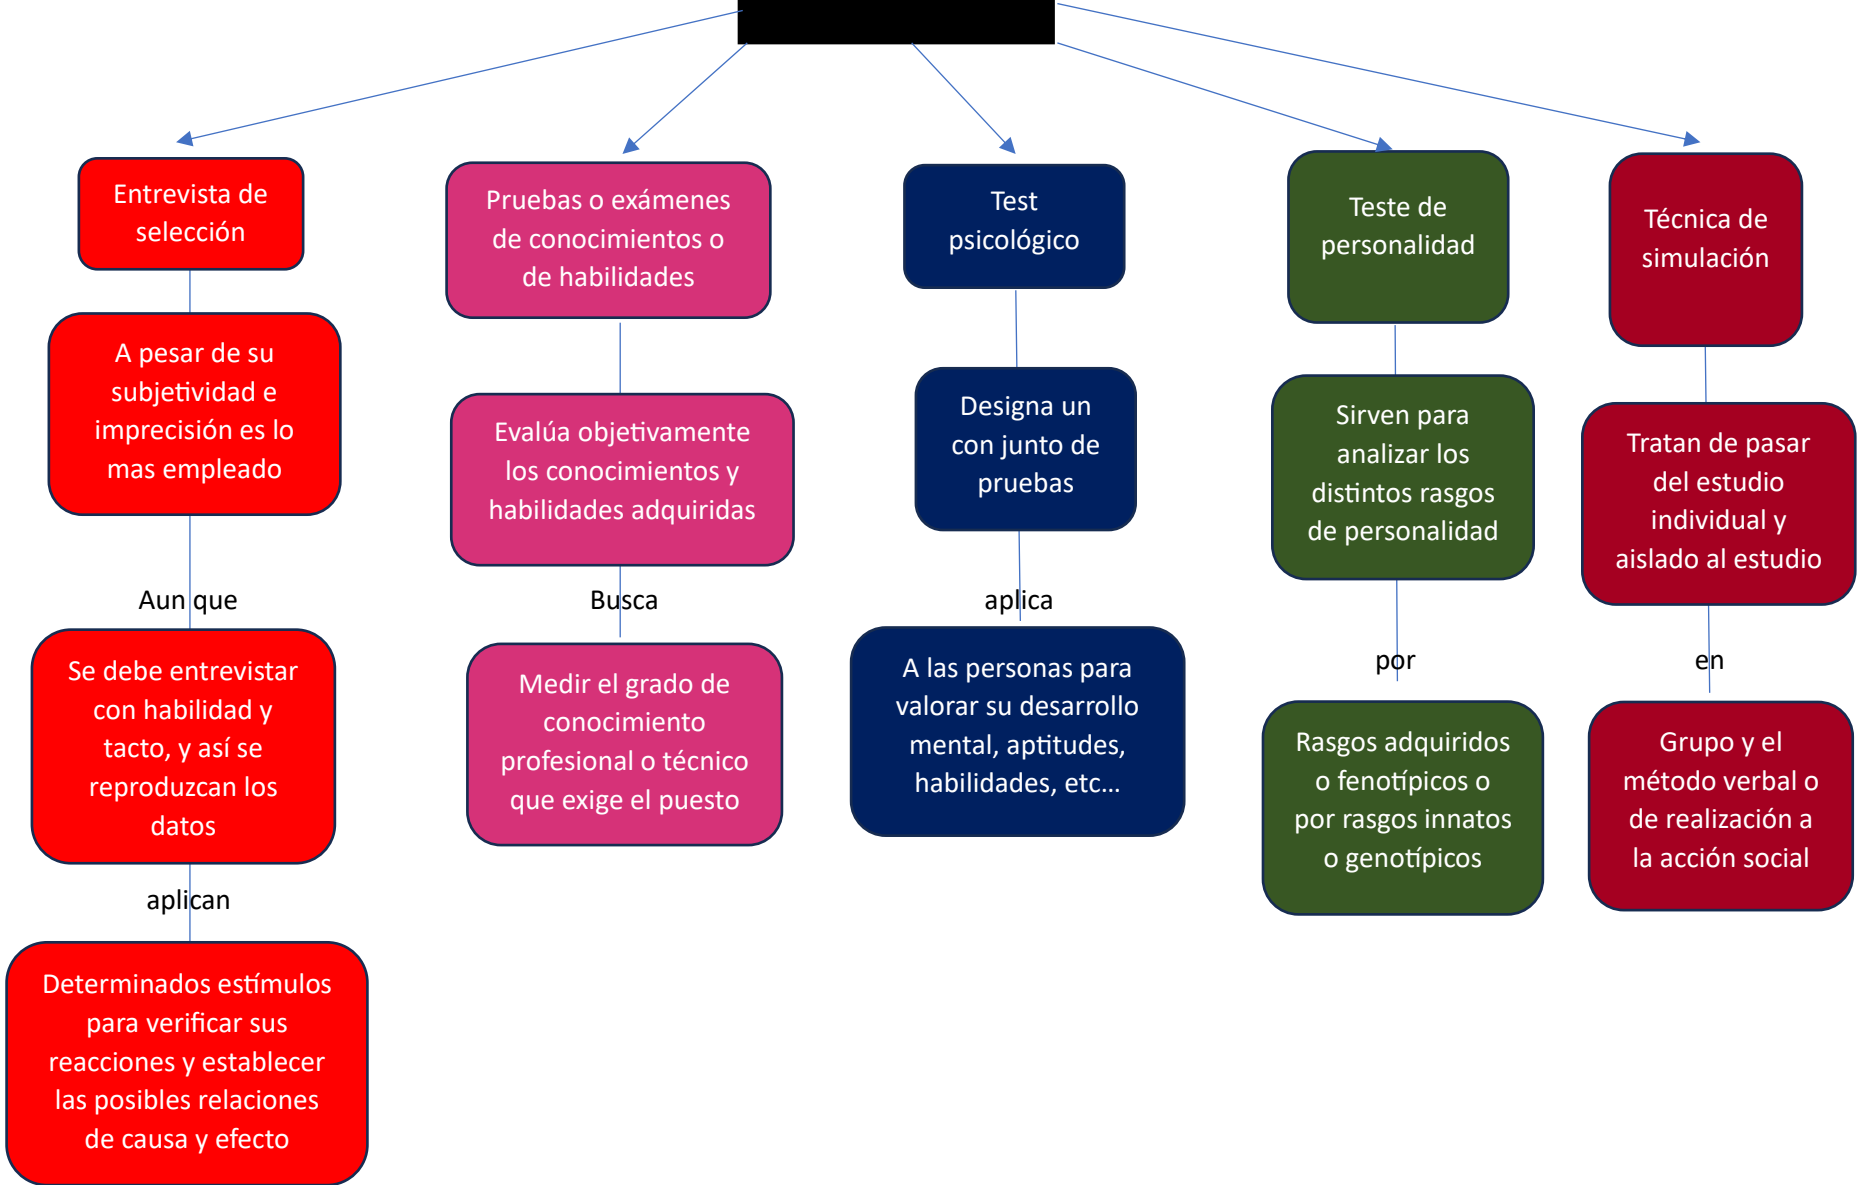 Entrevista de
selección
A pesar de su
subjetividad e
imprecisión es lo
mas empleado
Aun que
Se debe entrevistar
con habilidad y
tacto, y así se
reproduzcan los
datos
aplican
Determinados estímulos
para verificar sus
reacciones y establecer
las posibles relaciones
de causa y efecto
Pruebas o exámenes
de conocimientos o
de habilidades
Evalúa objetivamente
los conocimientos y
habilidades adquiridas
Busca
Medir el grado de
conocimiento
profesional o técnico
que exige el puesto
Test
psicológico
Designa un
con junto de
pruebas
aplica
A las personas para
valorar su desarrollo
mental, aptitudes,
habilidades, etc...
Teste de
personalidad
Sirven para
analizar los
distintos rasgos
de personalidad
por
Rasgos adquiridos
o fenotípicos o
por rasgos innatos
o genotípicos
Técnica de
simulación
Tratan de pasar
del estudio
individual y
aislado al estudio
en
Grupo y el
método verbal o
de realización a
la acción social